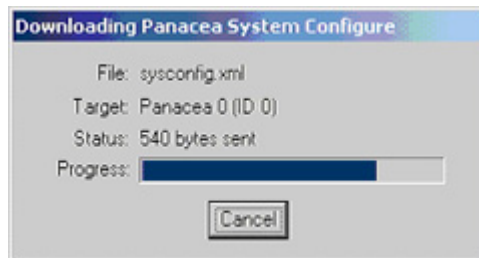 Downloading Panacea System Configure
File: sysconfig.xml
Target: Panacea 0 (ID 0)
Status: 540 bytes sent
Progress:
Cancel